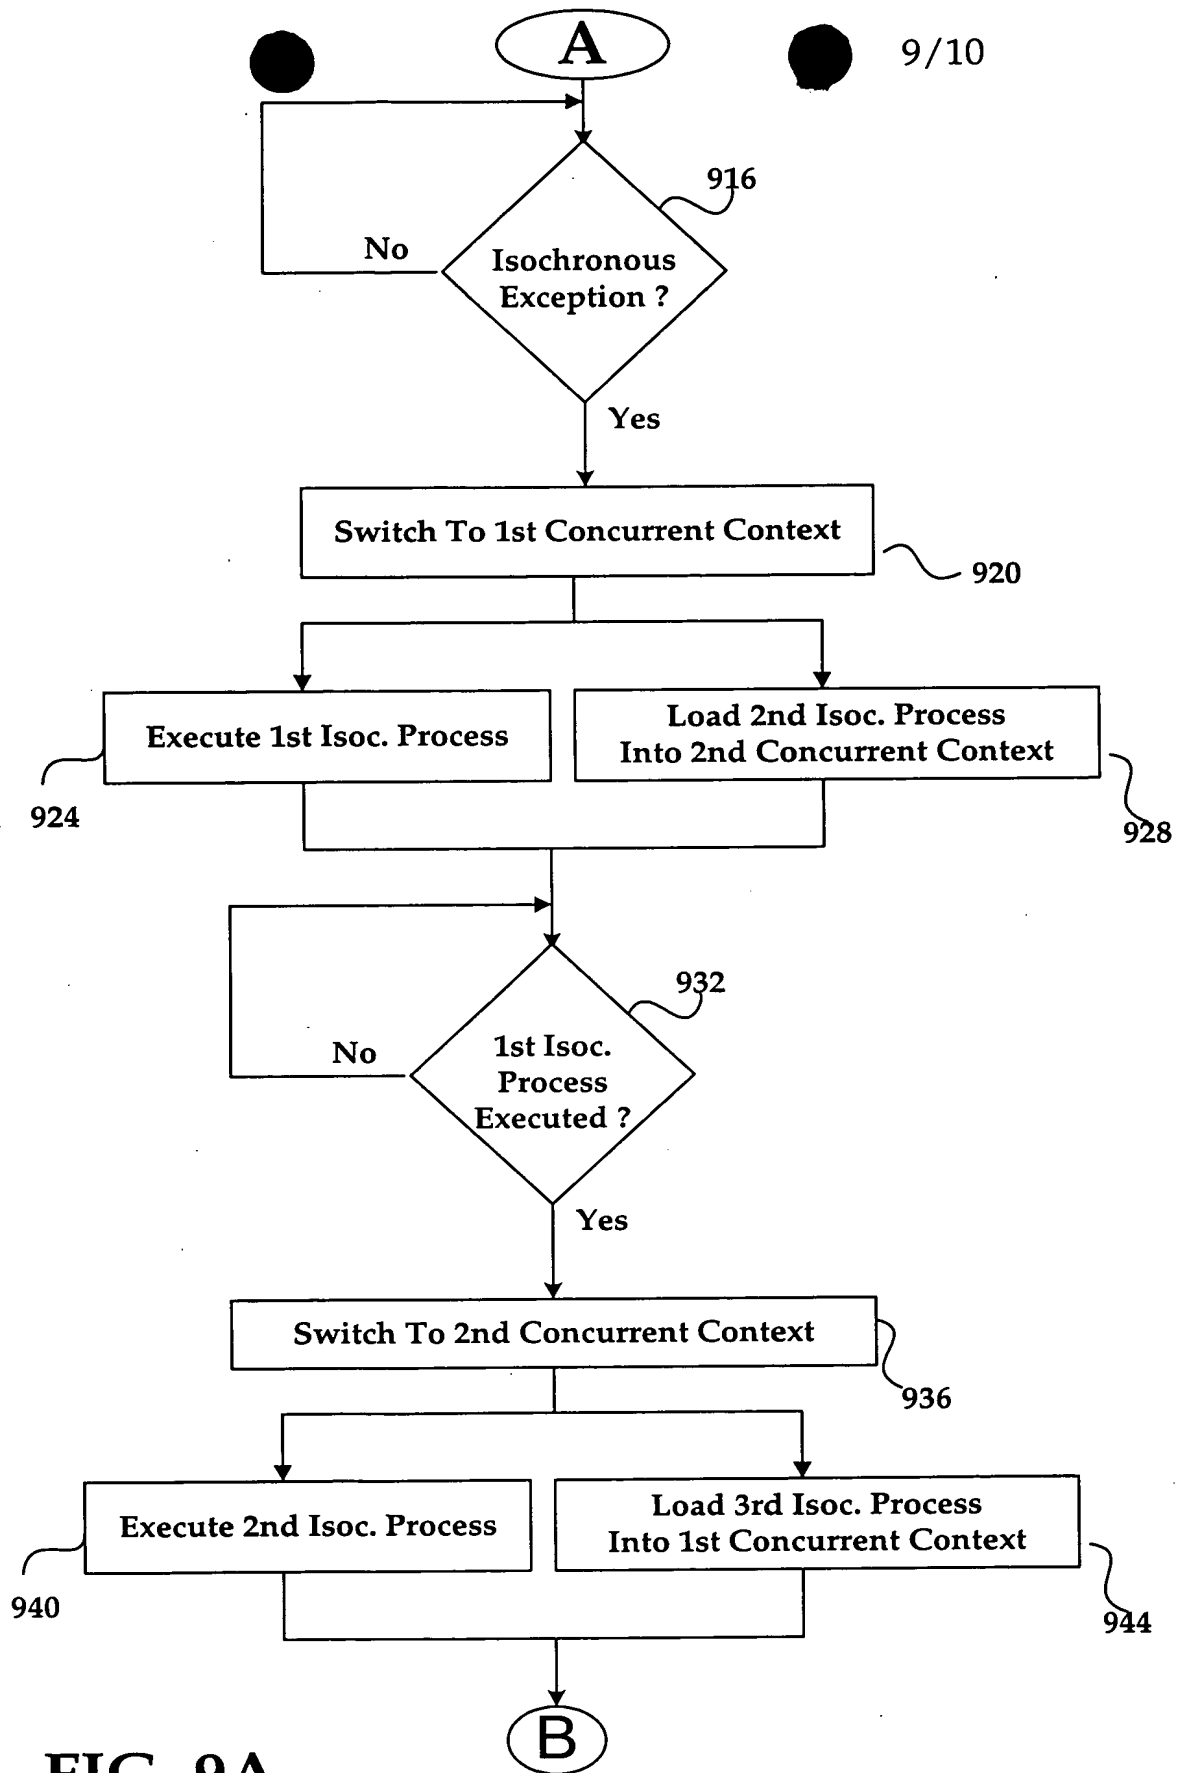 A
9/10
916
No
Isochronous
Exception ?
Yes
Switch To 1st Concurrent Context
920
Execute 1st Isoc. Process
Load 2nd Isoc. Process
Into 2nd Concurrent Context
924
928
932
No
1st Isoc.
Process
Executed ?
Yes
Switch To 2nd Concurrent Context
936
Execute 2nd Isoc. Process
Load 3rd Isoc. Process
Into 1st Concurrent Context
940
944
B
FIG. 9A